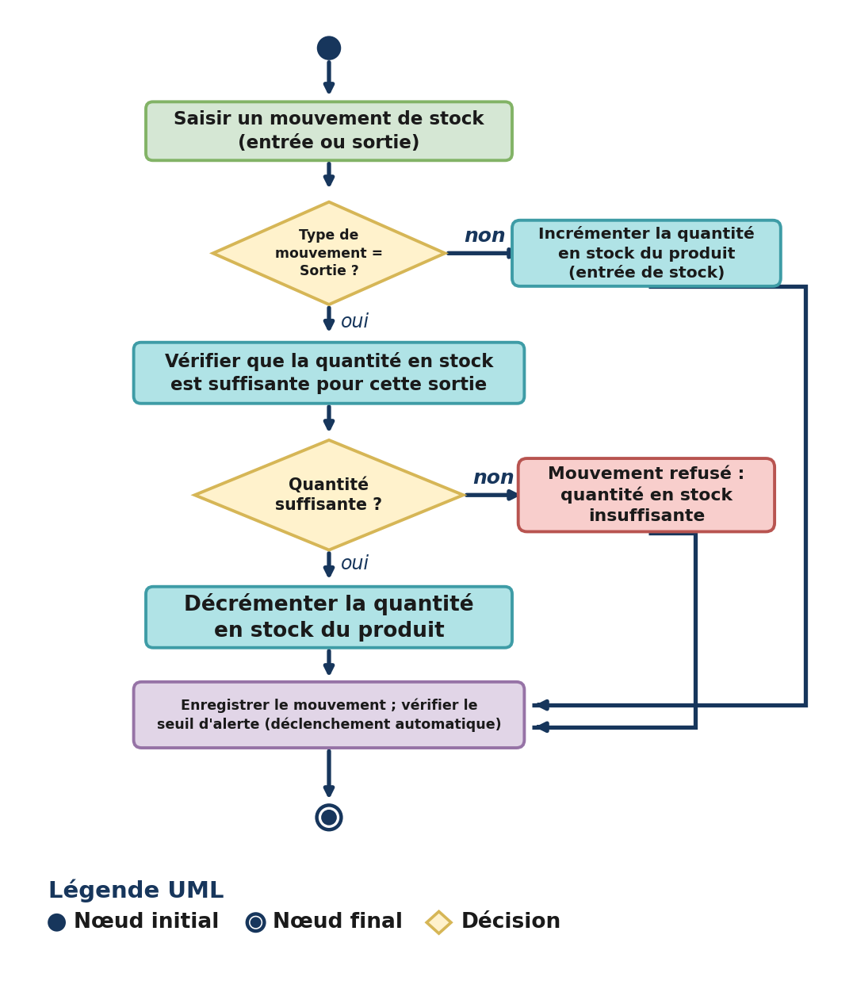 Saisir un mouvement de stock
(entrée ou sortie)
Type de
mouvement =
Sortie ?
non
Incrémenter la quantité
en stock du produit
(entrée de stock)
oui
Vérifier que la quantité en stock
est suffisante pour cette sortie
Quantité
suffisante ?
non
Mouvement refusé :
quantité en stock
insuffisante
oui
Décrémenter la quantité
en stock du produit
Enregistrer le mouvement ; vérifier le
seuil d'alerte (déclenchement automatique)
Légende UML
Nœud initial
Nœud final
Décision